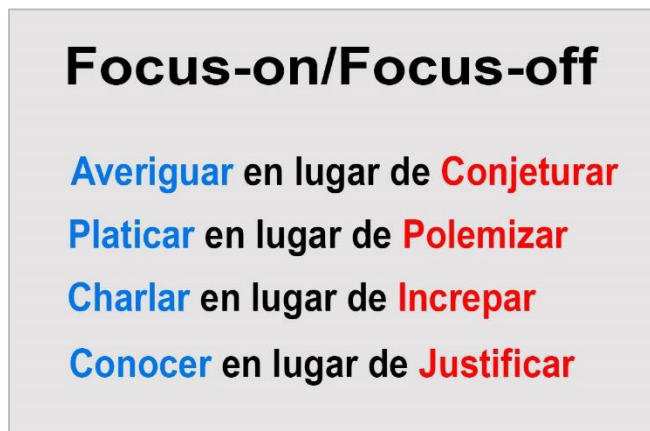 Focus-on/Focus-off
Averiguar en lugar de Conjeturar
Platicar en lugar de Polemizar
Charlar en lugar de Increpar
Conocer en lugar de Justificar